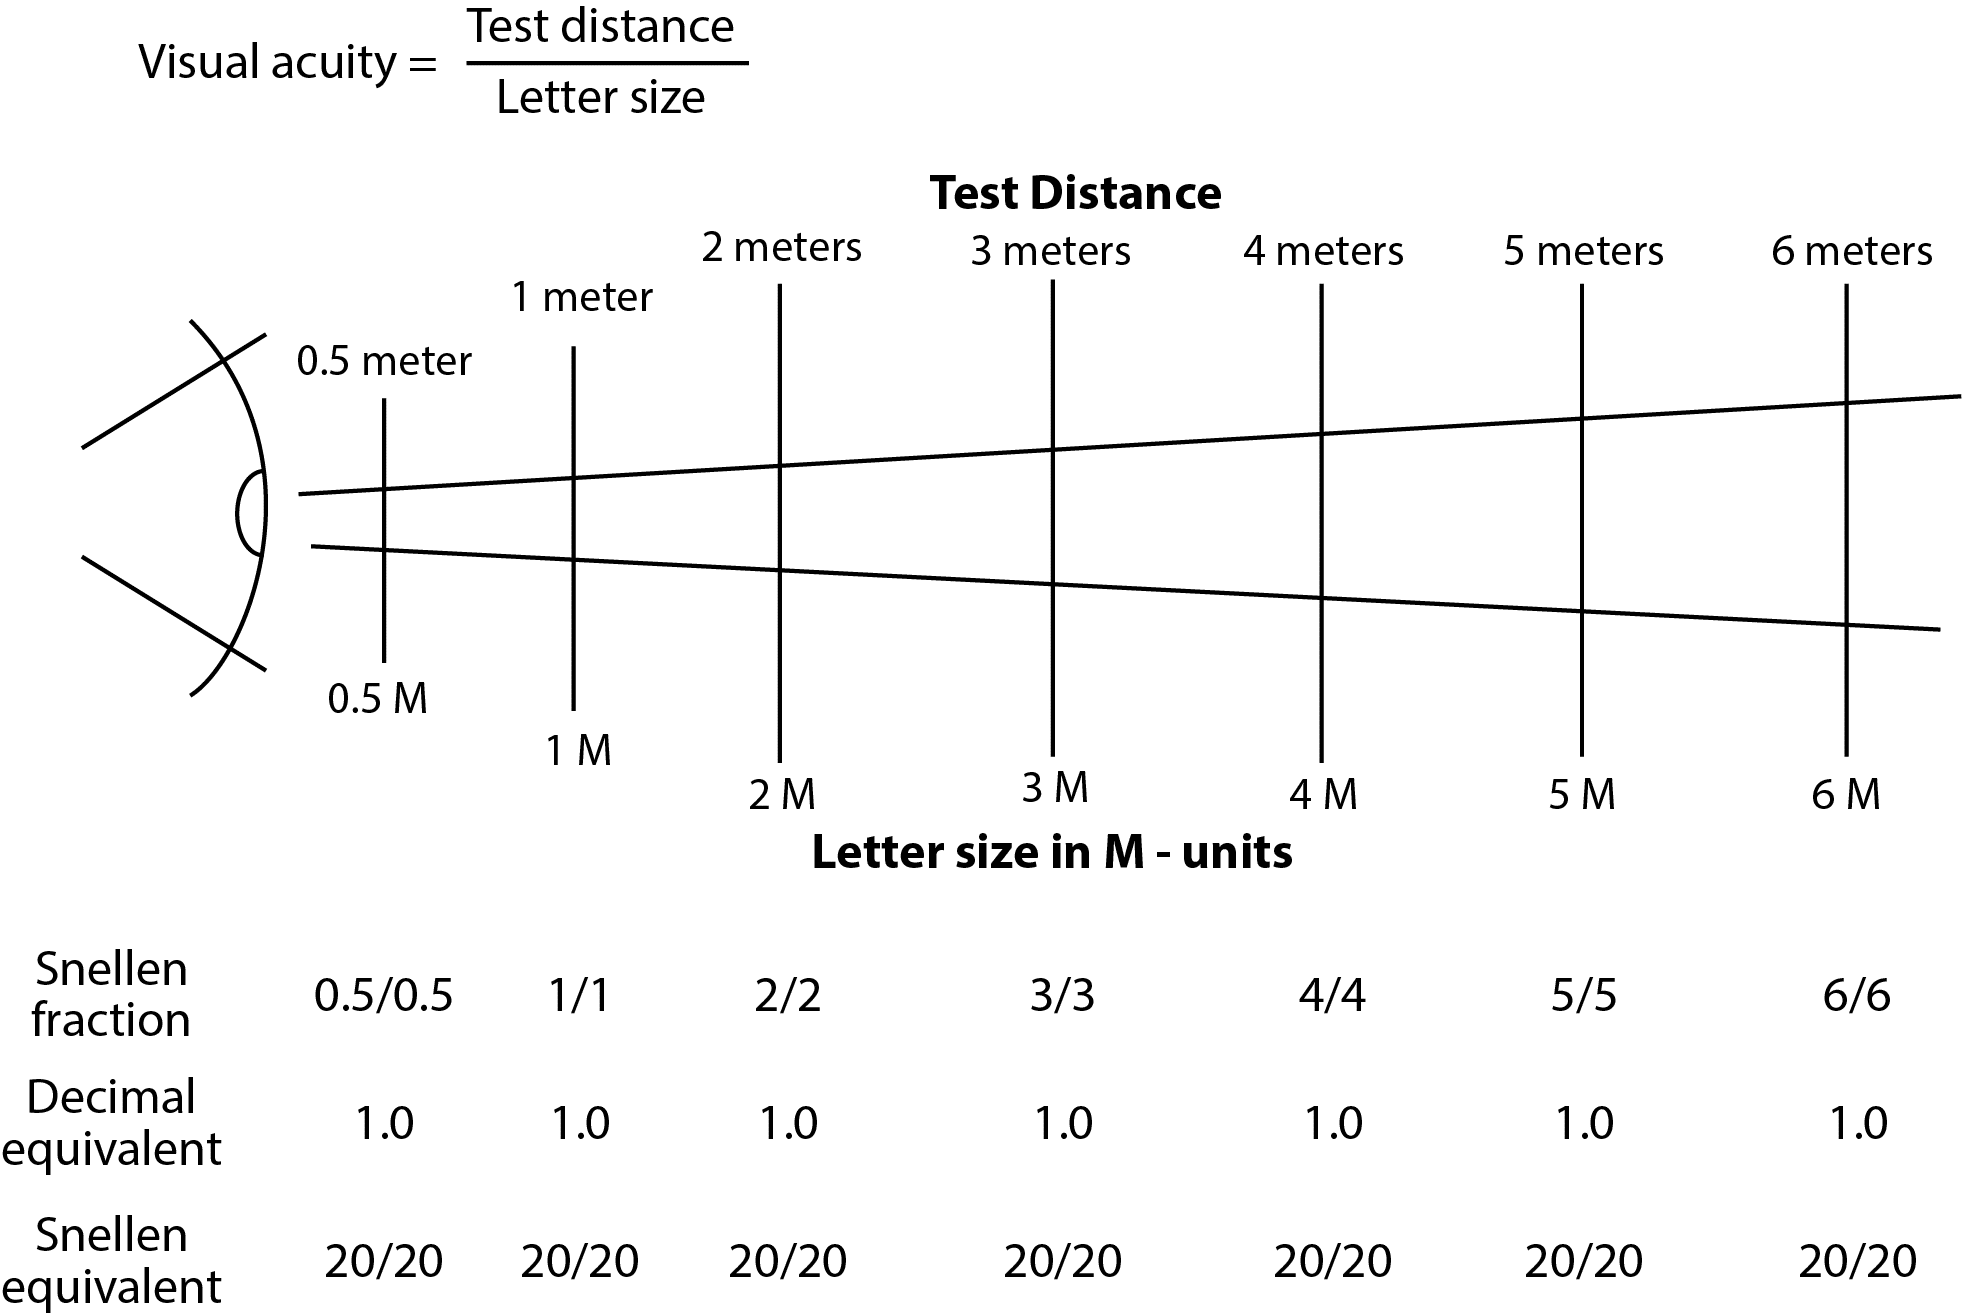 Visual acuity = Test distance
Letter size
Test Distance
0.5 meter
1 meter
2 meters
3 meters
4 meters
5 meters
6 meters
0.5 M
1 M
2 M
3 M
4 M
5 M
6 M
Letter size in M - units
Snellen
fraction
0.5/0.5 1/1 2/2 3/3 4/4 5/5 6/6
Decimal
equivalent
1.0 1.0 1.0 1.0 1.0 1.0 1.0
Snellen
equivalent
20/20 20/20 20/20 20/20 20/20 20/20 20/20